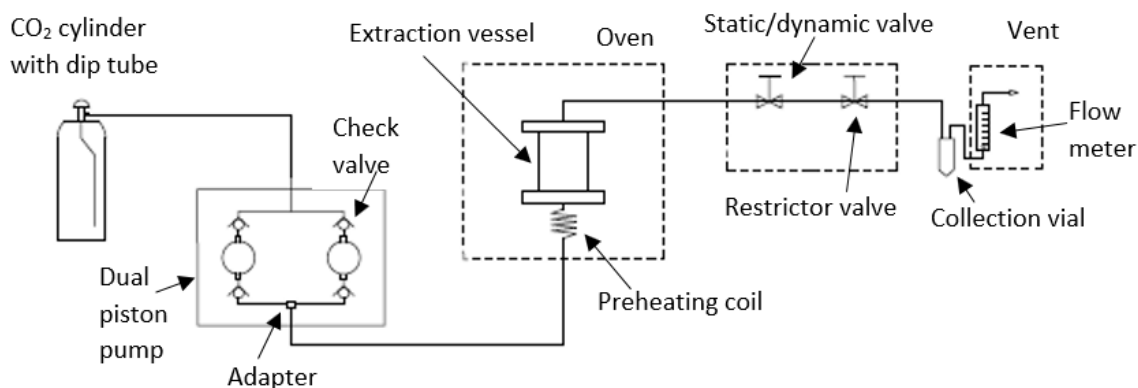 CO₂ cylinder
with dip tube
Extraction vessel
Oven
Static/dynamic valve
Vent
Check
valve
Flow
meter
Restrictor valve
Collection vial
Dual
piston
pump
Preheating coil
Adapter